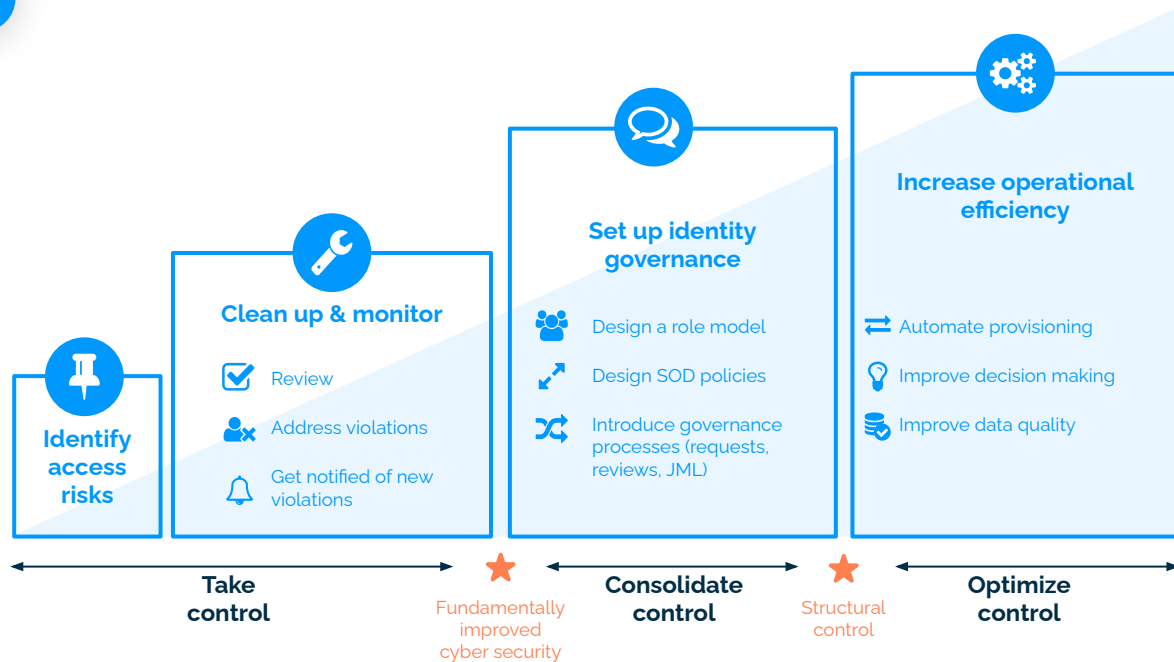 Identify
access
risks
Clean up & monitor
Review
Address violations
Get notified of new
violations
Set up identity
governance
Design a role model
Design SOD policies
Introduce governance
processes (requests,
reviews, JML)
Increase operational
efficiency
Automate provisioning
Improve decision making
Improve data quality
Take
control
Fundamentally
improved
cyber security
Consolidate
control
Structural
control
Optimize
control